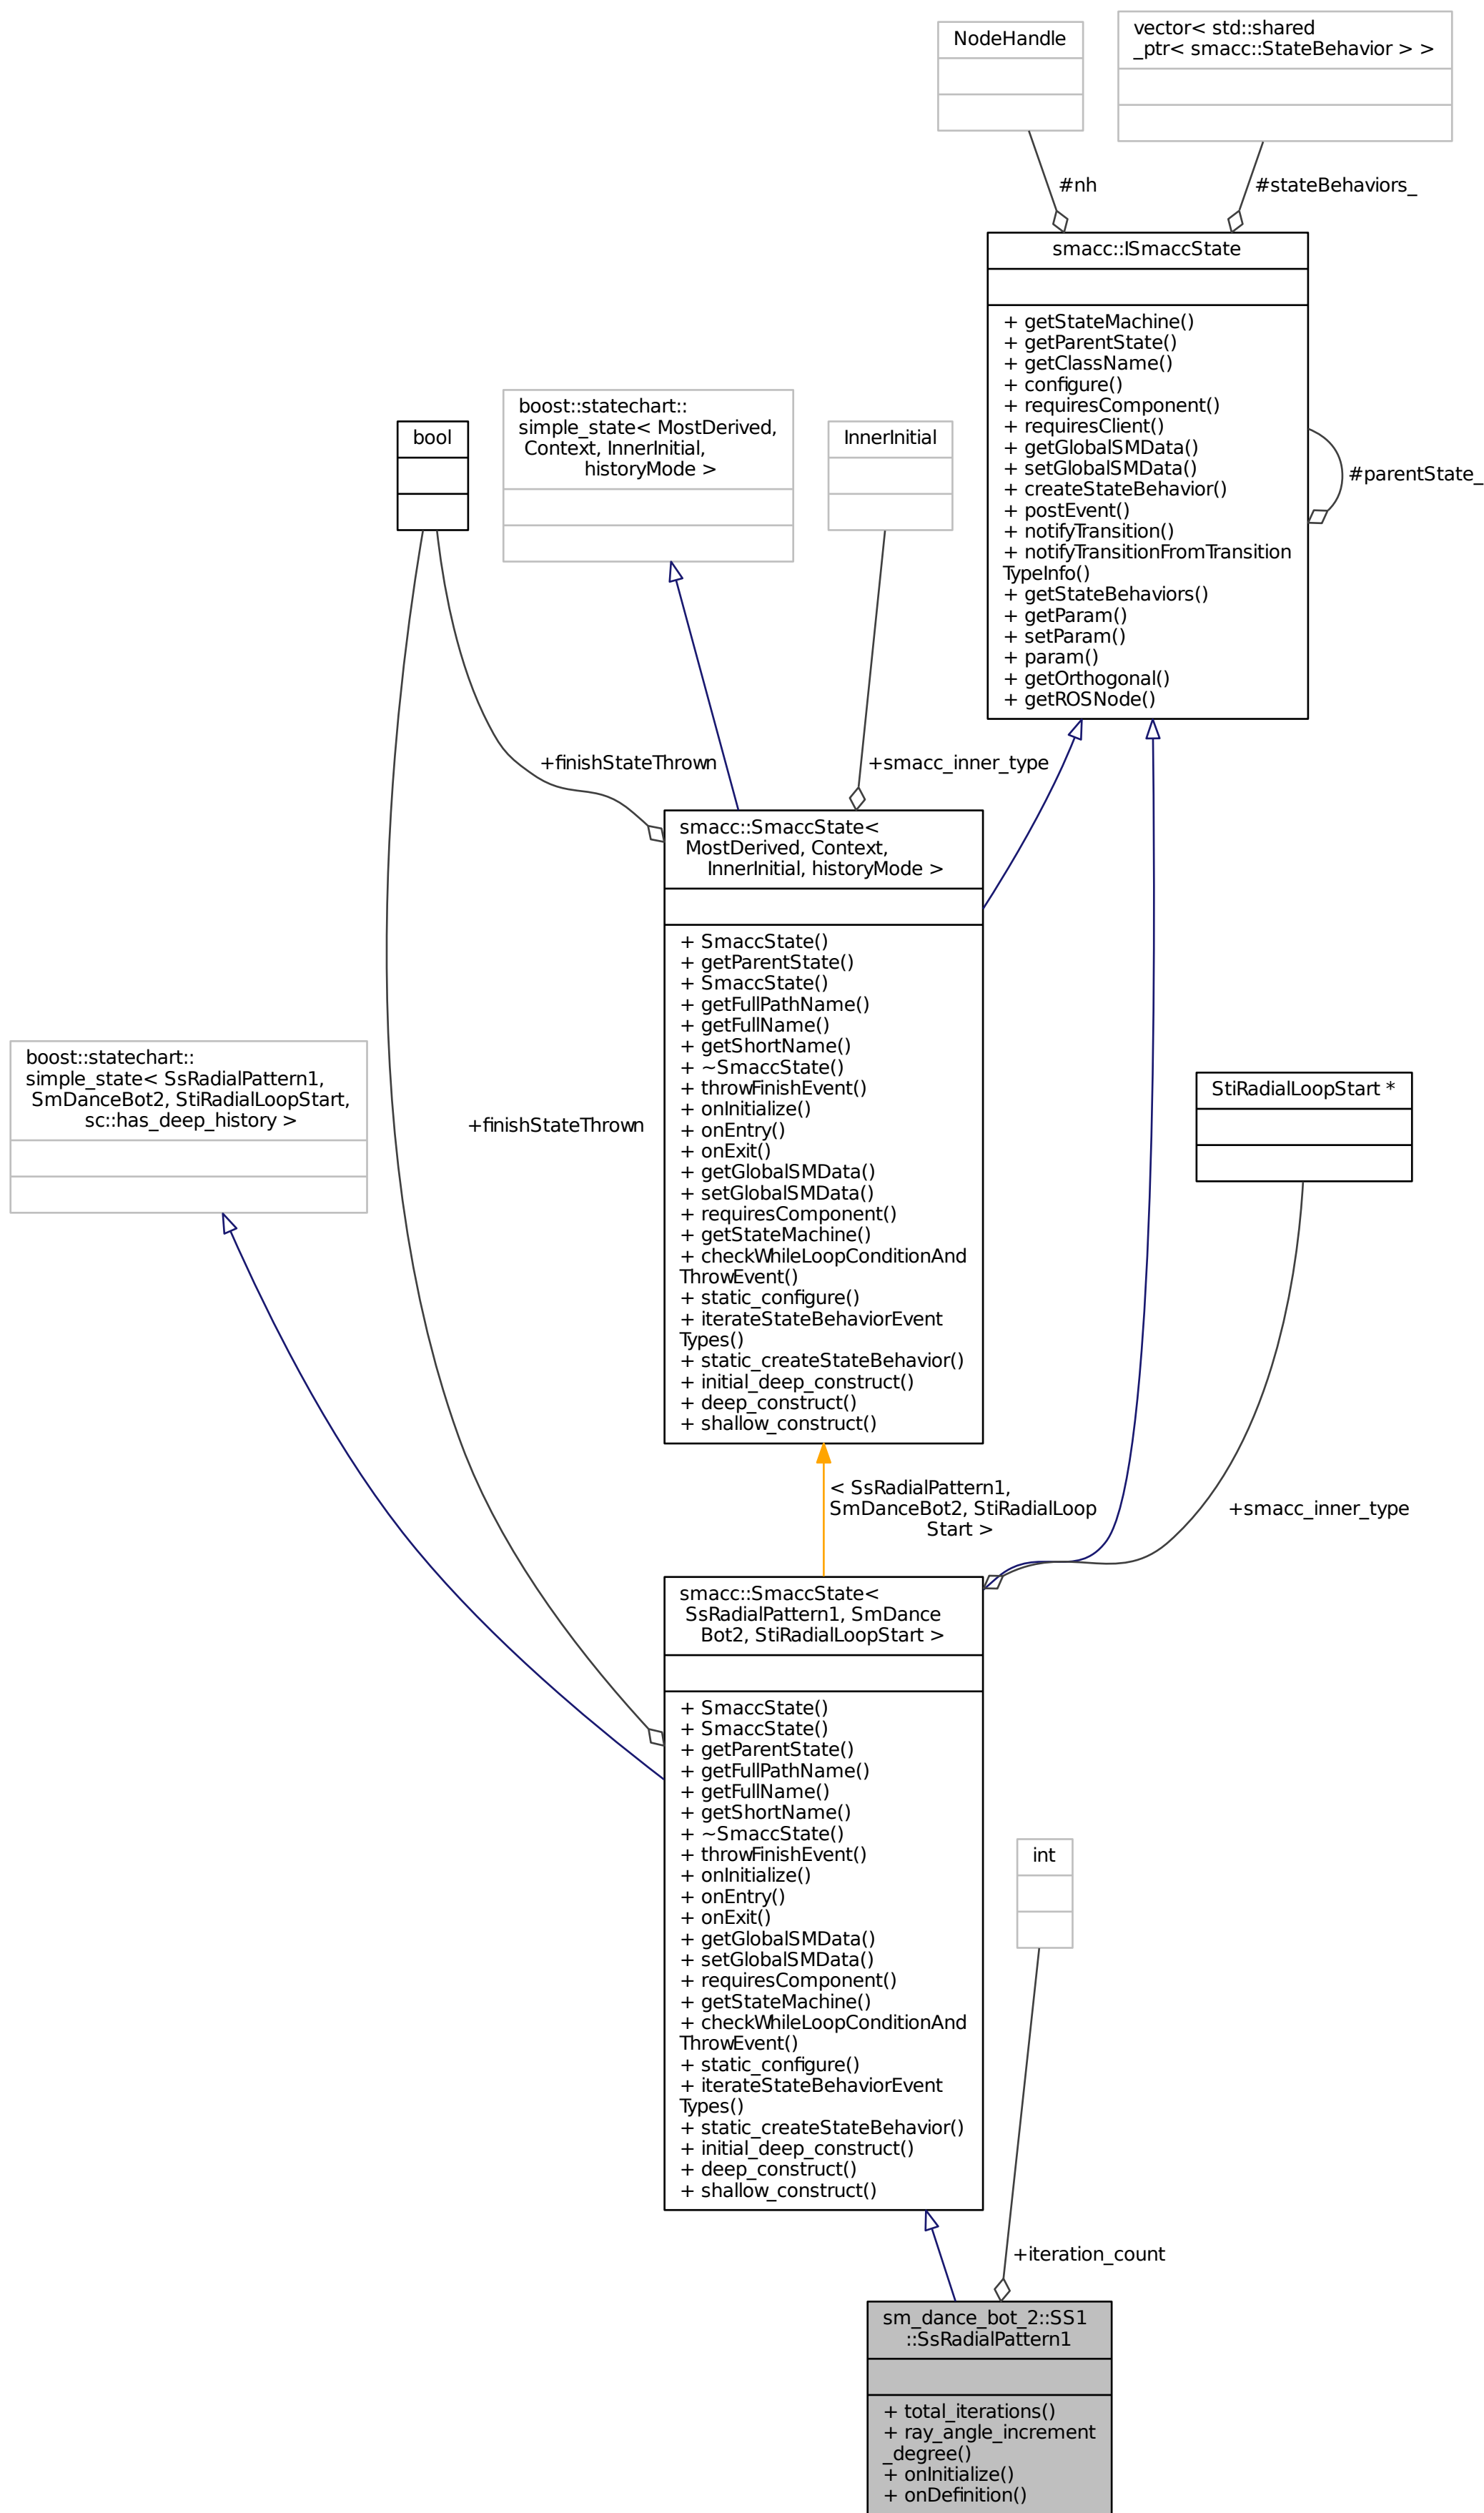 NodeHandle
vector< std::shared
_ptr< smacc::StateBehavior > >
#nh
#stateBehaviors_
smacc::ISmaccState
+ getStateMachine()
+ getParentState()
+ getClassName()
+ configure()
+ requiresComponent()
+ requiresClient()
+ getGlobalSMData()
+ setGlobalSMData()
+ createStateBehavior()
+ postEvent()
+ notifyTransition()
+ notifyTransitionFromTransition
TypeInfo()
+ getStateBehaviors()
+ getParam()
+ setParam()
+ param()
+ getOrthogonal()
+ getROSNode()
#parentState_
boost::statechart::
simple_state< MostDerived,
Context, InnerInitial,
historyMode >
bool
InnerInitial
+finishStateThrown
+smacc_inner_type
smacc::SmaccState<
MostDerived, Context,
InnerInitial, historyMode >
+ SmaccState()
+ getParentState()
+ SmaccState()
+ getFullPathName()
+ getFullName()
+ getShortName()
+ ~SmaccState()
+ throwFinishEvent()
+ onInitialize()
+ onEntry()
+ onExit()
+ getGlobalSMData()
+ setGlobalSMData()
+ requiresComponent()
+ getStateMachine()
+ checkWhileLoopConditionAnd
ThrowEvent()
+ static_configure()
+ iterateStateBehaviorEvent
Types()
+ static_createStateBehavior()
+ initial_deep_construct()
+ deep_construct()
+ shallow_construct()
boost::statechart::
simple_state< SsRadialPattern1,
SmDanceBot2, StiRadialLoopStart,
sc::has_deep_history >
+finishStateThrown
StiRadialLoopStart *
< SsRadialPattern1,
SmDanceBot2, StiRadialLoop
Start >
+smacc_inner_type
smacc::SmaccState<
SsRadialPattern1, SmDance
Bot2, StiRadialLoopStart >
+ SmaccState()
+ SmaccState()
+ getParentState()
+ getFullPathName()
+ getFullName()
+ getShortName()
+ ~SmaccState()
+ throwFinishEvent()
+ onInitialize()
+ onEntry()
+ onExit()
+ getGlobalSMData()
+ setGlobalSMData()
+ requiresComponent()
+ getStateMachine()
+ checkWhileLoopConditionAnd
ThrowEvent()
+ static_configure()
+ iterateStateBehaviorEvent
Types()
+ static_createStateBehavior()
+ initial_deep_construct()
+ deep_construct()
+ shallow_construct()
int
+iteration_count
sm_dance_bot_2::SS1
::SsRadialPattern1
+ total_iterations()
+ ray_angle_increment
_degree()
+ onInitialize()
+ onDefinition()